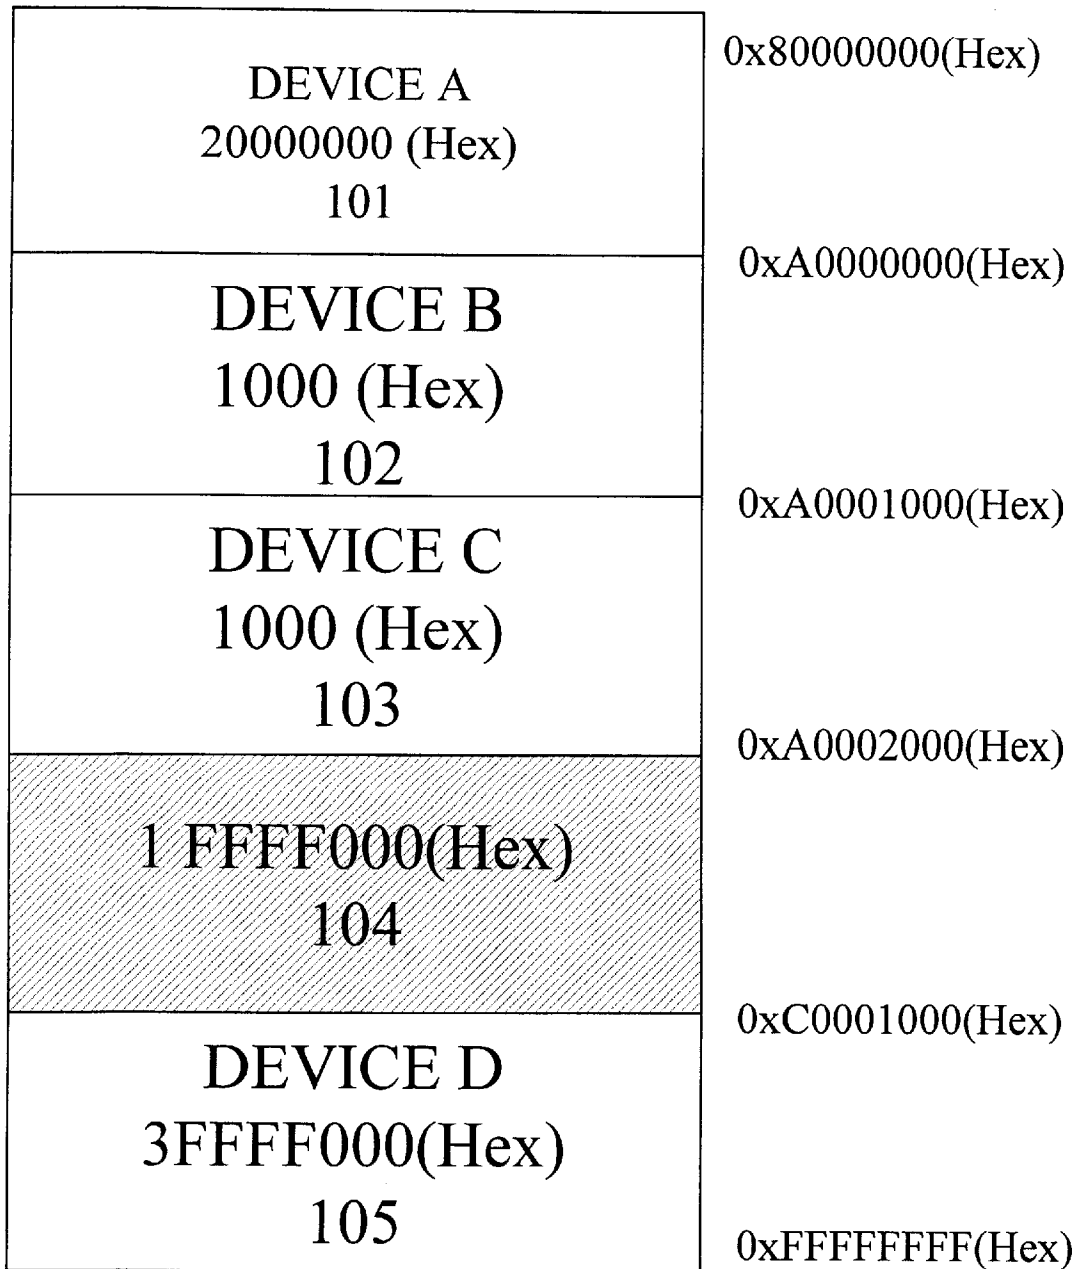 0x80000000(Hex)
DEVICE A
20000000 (Hex)
101
0xA0000000(Hex)
DEVICE B
1000 (Hex)
102
0xA0001000(Hex)
DEVICE C
1000 (Hex)
103
0xA0002000(Hex)
1 FFFF000(Hex)
104
0xC0001000(Hex)
DEVICE D
3FFFF000(Hex)
105
0xFFFFFFFF(Hex)